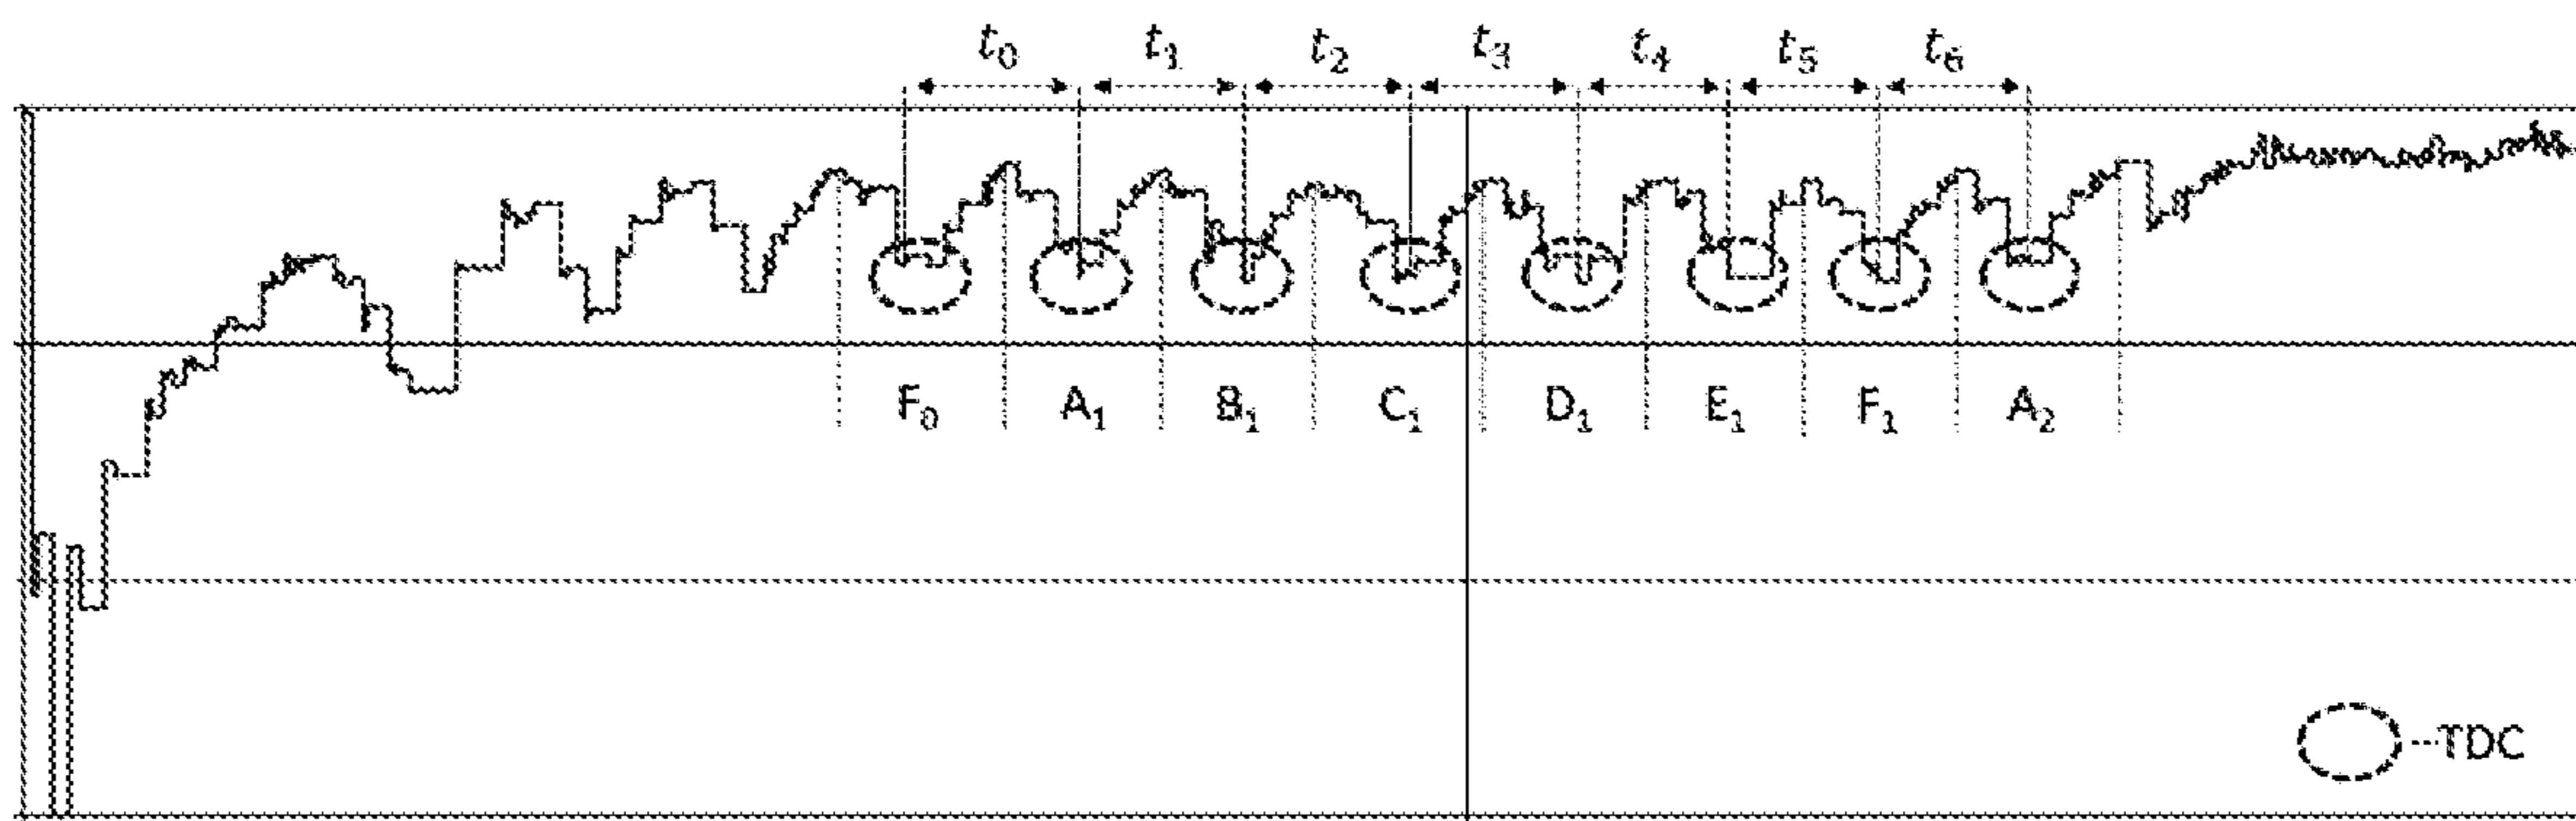 t₀ t₁ t₂ t₃ t₄ t₅ t₆
F₀ A₁ B₁ C₁ D₁ E₁ F₁ A₂
TDC